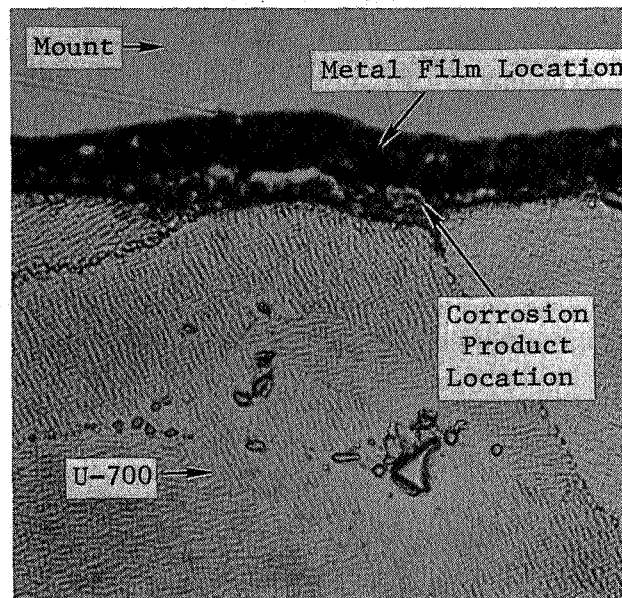 Mount
Metal Film Location
Corrosion
Product
Location
U-700